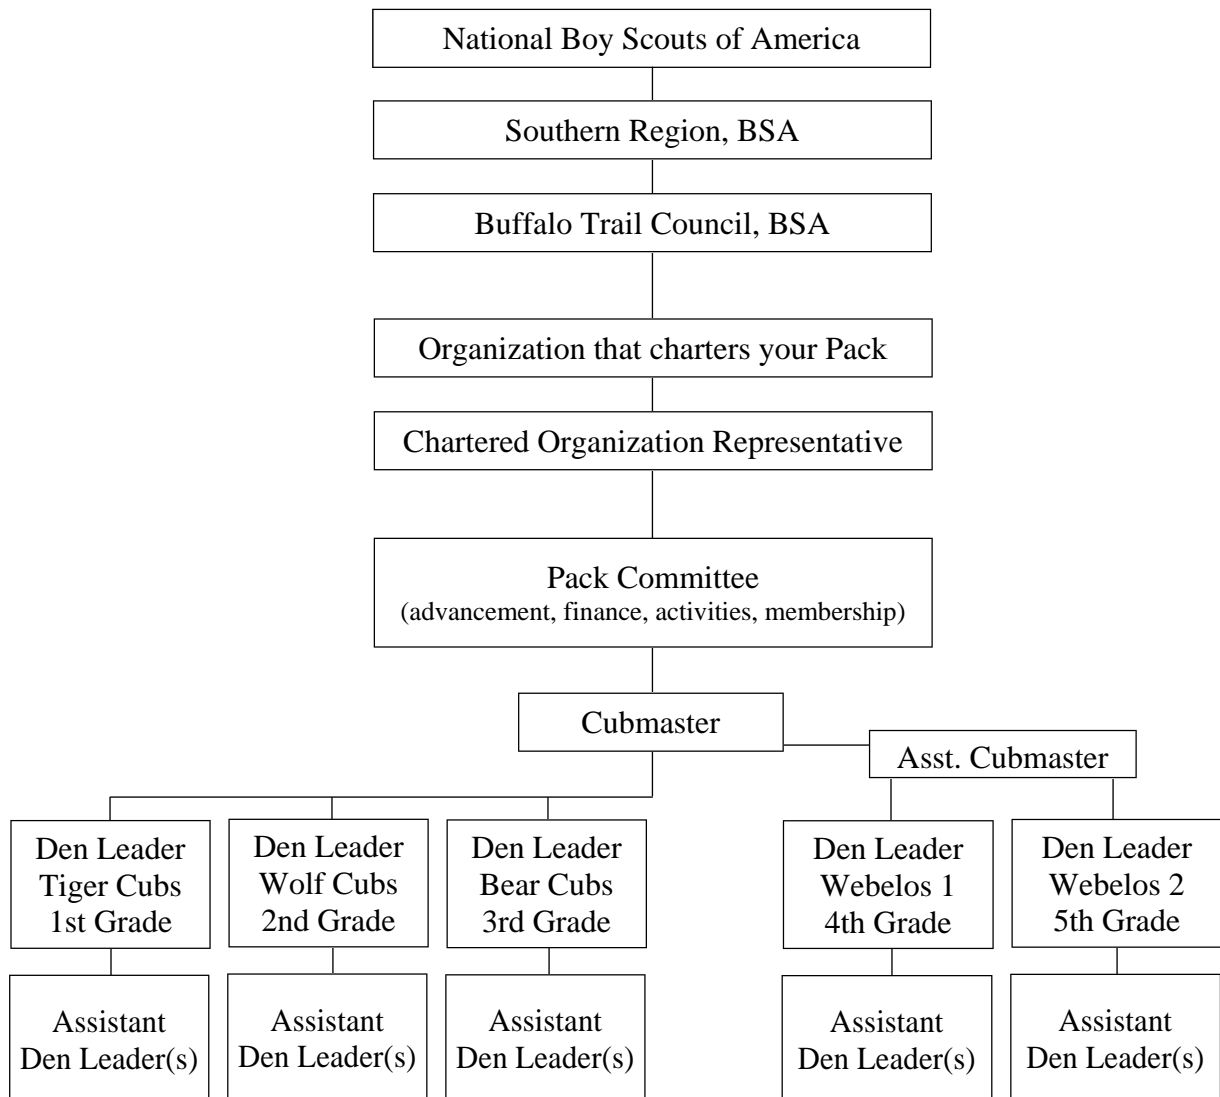 National Boy Scouts of America
Southern Region, BSA
Buffalo Trail Council, BSA
Organization that charters your Pack
Chartered Organization Representative
Pack Committee
(advancement, finance, activities, membership)
Cubmaster
Asst. Cubmaster
Den Leader
Tiger Cubs
1st Grade
Den Leader
Wolf Cubs
2nd Grade
Den Leader
Bear Cubs
3rd Grade
Den Leader
Webelos 1
4th Grade
Den Leader
Webelos 2
5th Grade
Assistant
Den Leader(s)
Assistant
Den Leader(s)
Assistant
Den Leader(s)
Assistant
Den Leader(s)
Assistant
Den Leader(s)